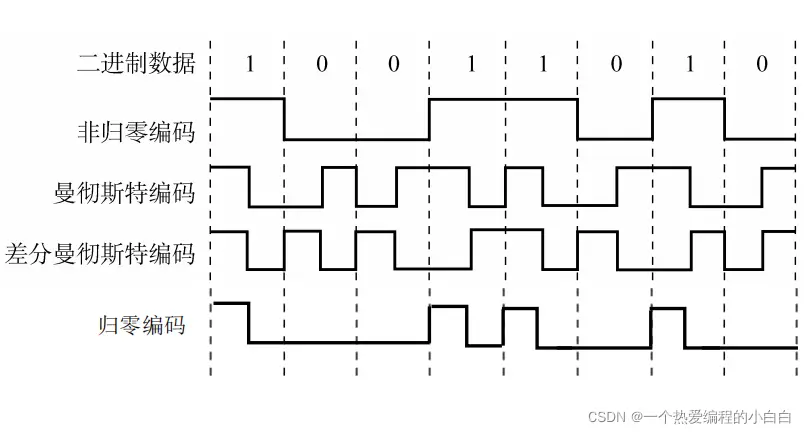 二进制数据 1 0 0 1 1 0 1 0
非归零编码
曼彻斯特编码
差分曼彻斯特编码
归零编码
CSDN @一个热爱编程的小白白